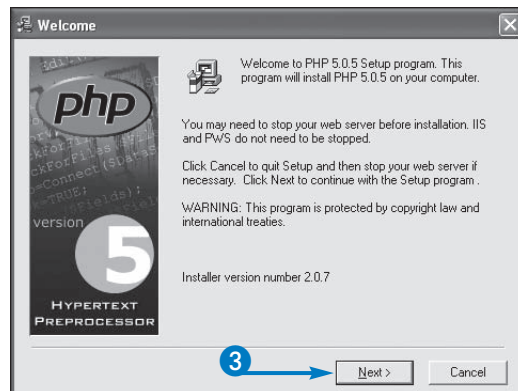 Welcome
Welcome to PHP 5.0.5 Setup program. This
program will install PHP 5.0.5 on your computer.
You may need to stop your web server before installation. IIS
and PWS do not need to be stopped.
Click Cancel to quit Setup and then stop your web server if
necessary. Click Next to continue with the Setup program .
WARNING: This program is protected by copyright law and
international treaties.
Installer version number 2.0.7
php
version
5
HYPERTEXT
PREPROCESSOR
3
Next >
Cancel